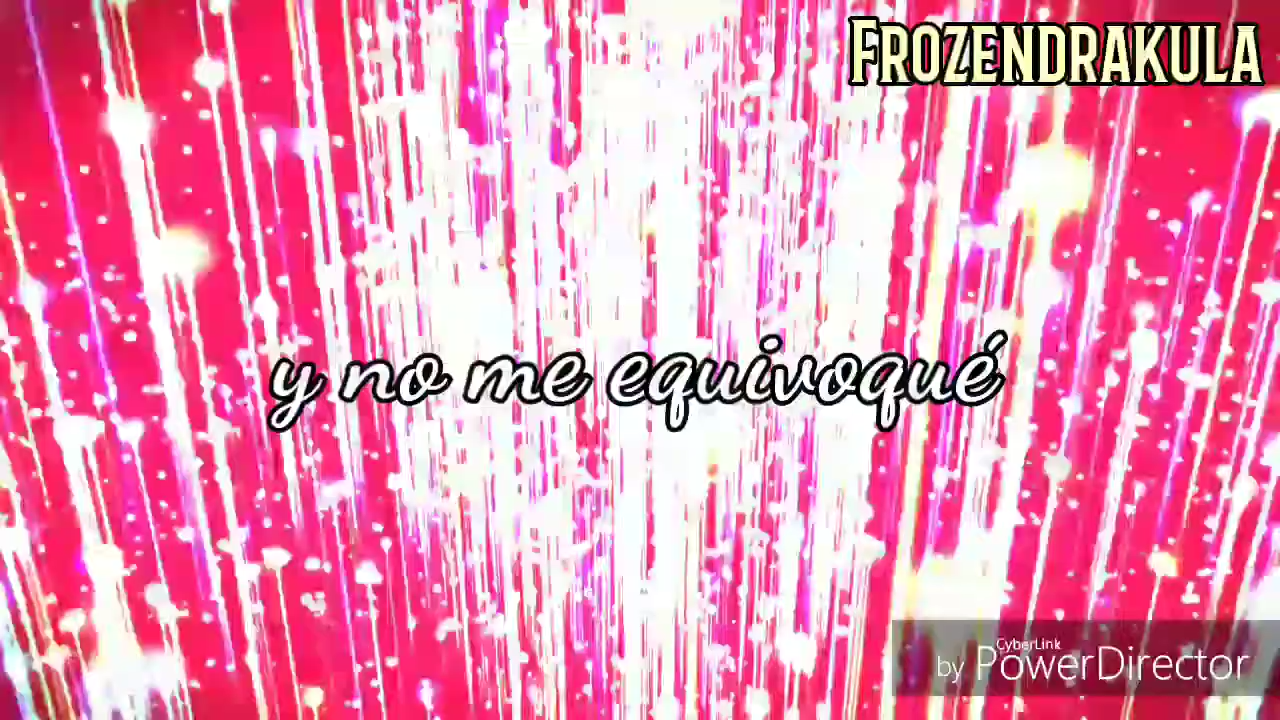 FROZENDRAKULA
y no me equivoqué
CyberLink
by PowerDirector